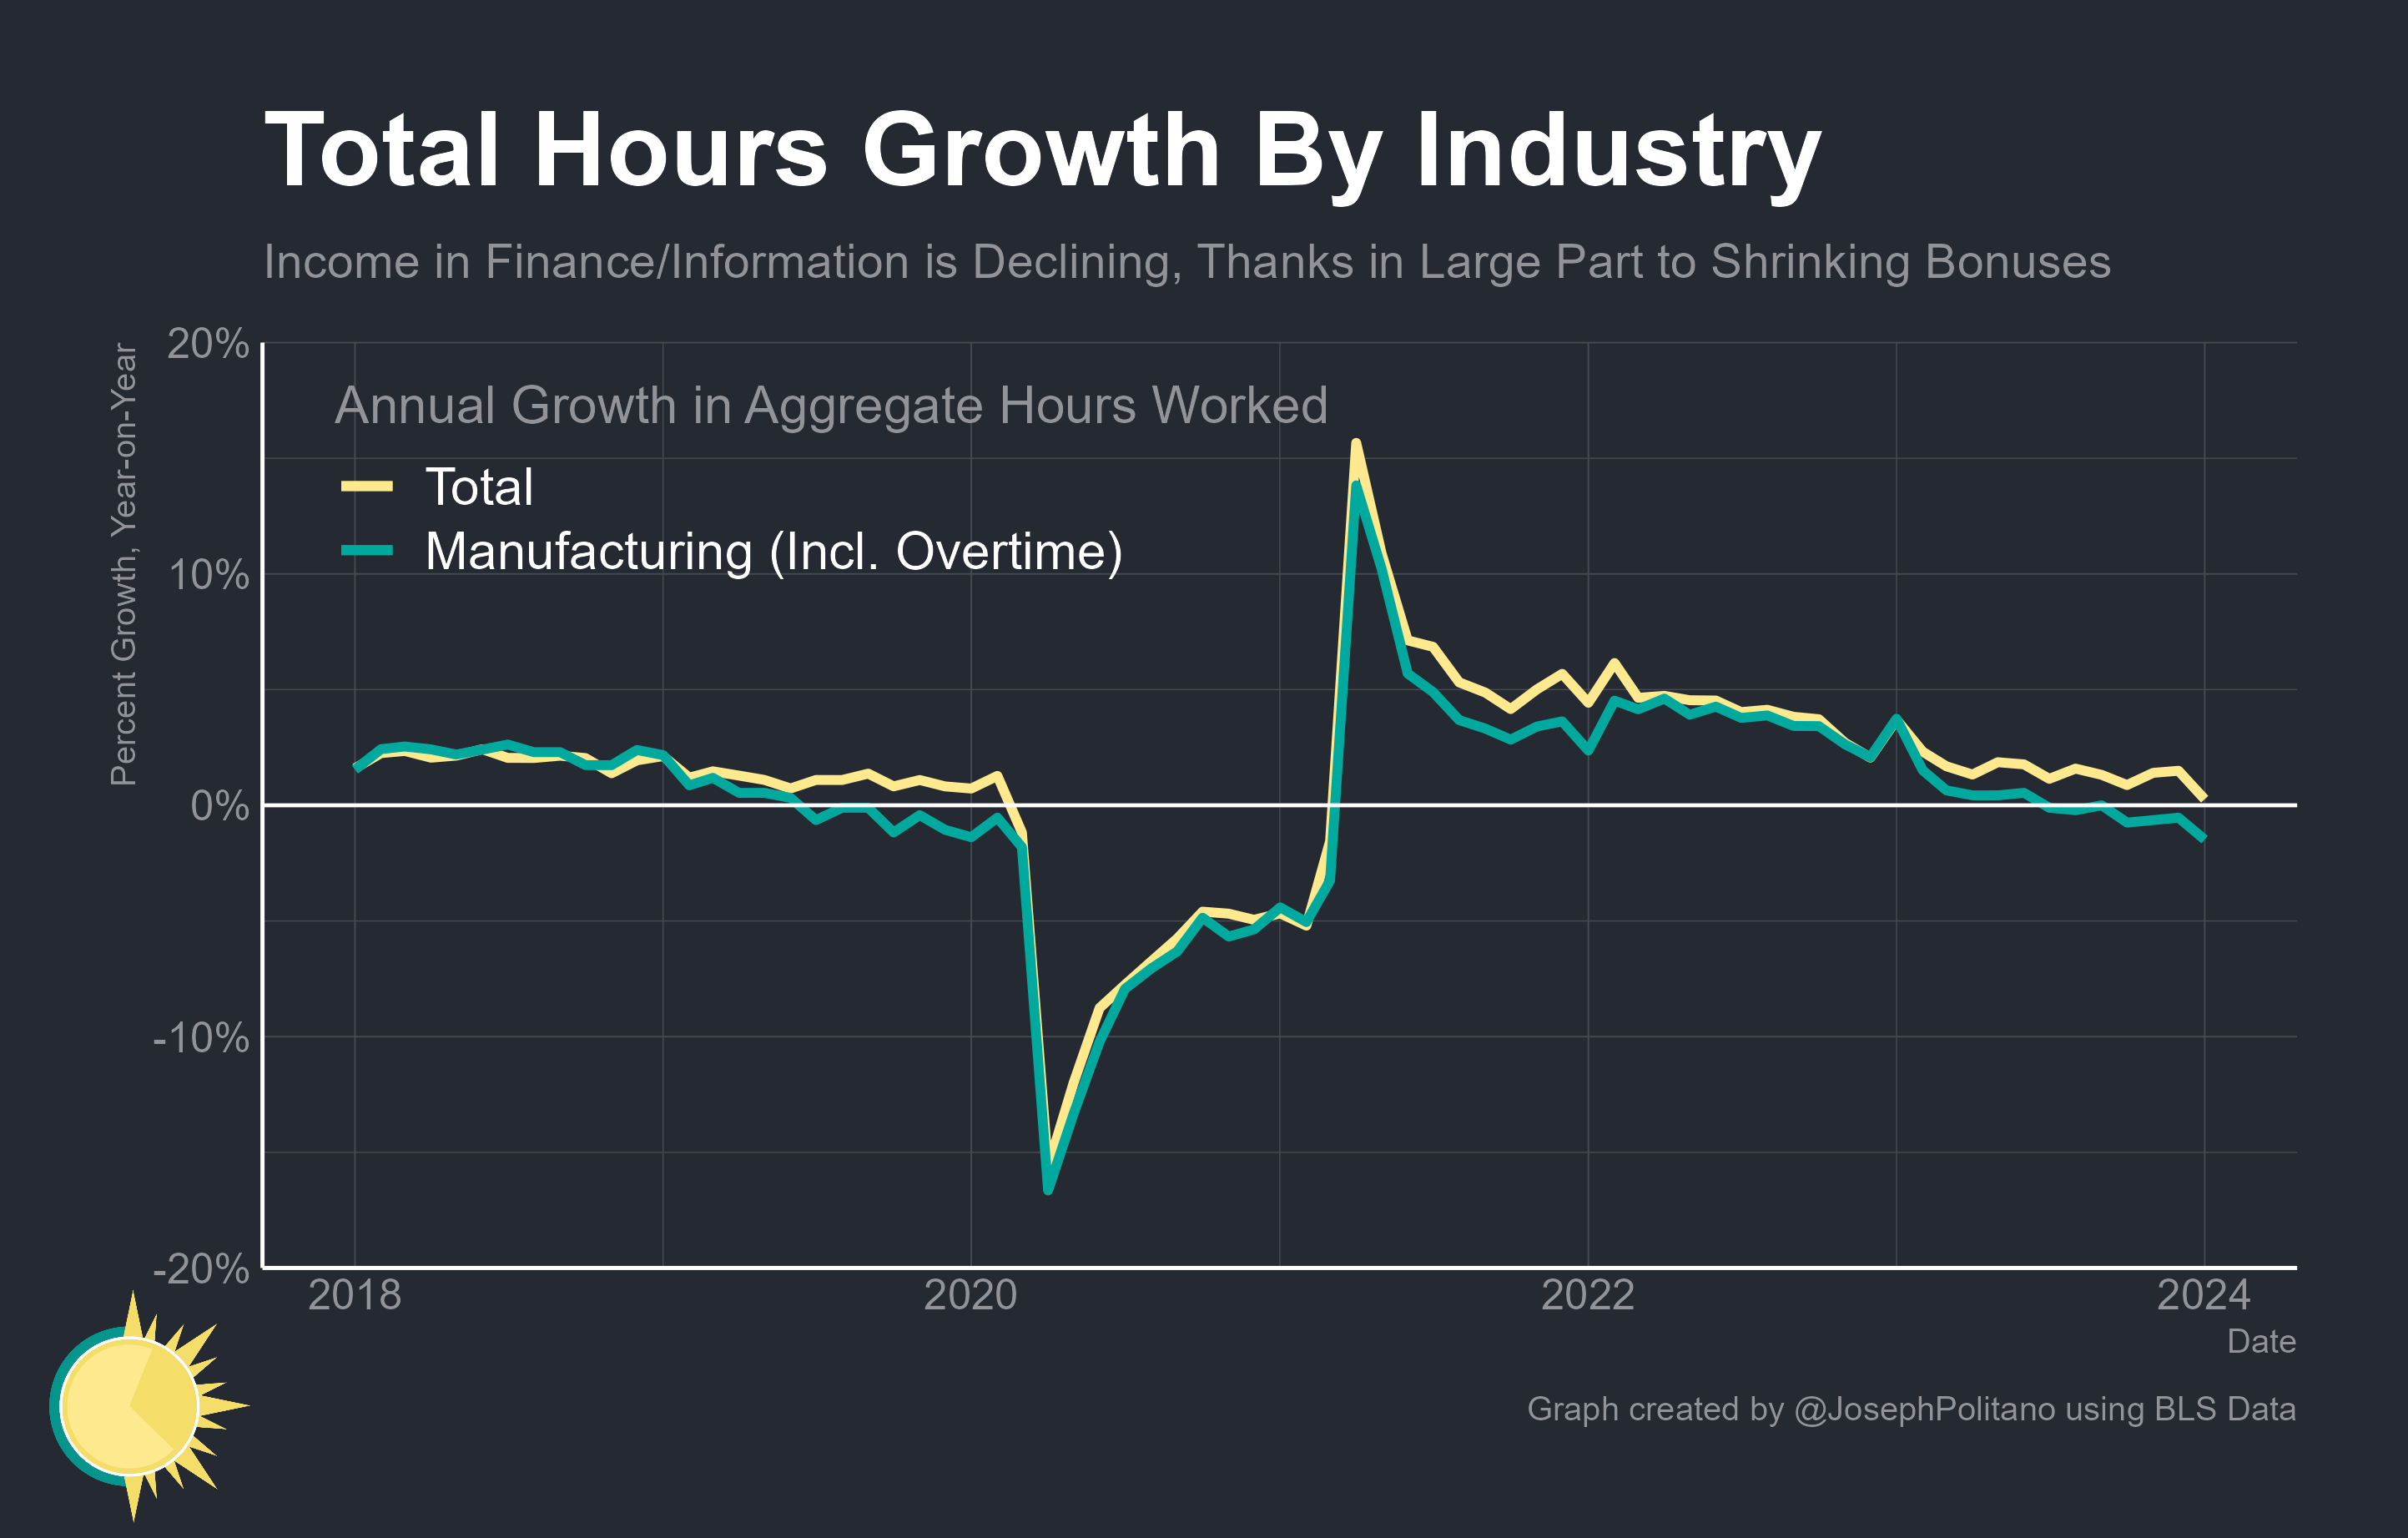 Total Hours Growth By Industry
Income in Finance/Information is Declining, Thanks in Large Part to Shrinking Bonuses
Percent Growth, Year-on-Year
20%
10%
0%
-10%
-20%
Annual Growth in Aggregate Hours Worked
Total
Manufacturing (Incl. Overtime)
2018 2020 2022 2024
Date
Graph created by @JosephPolitano using BLS Data